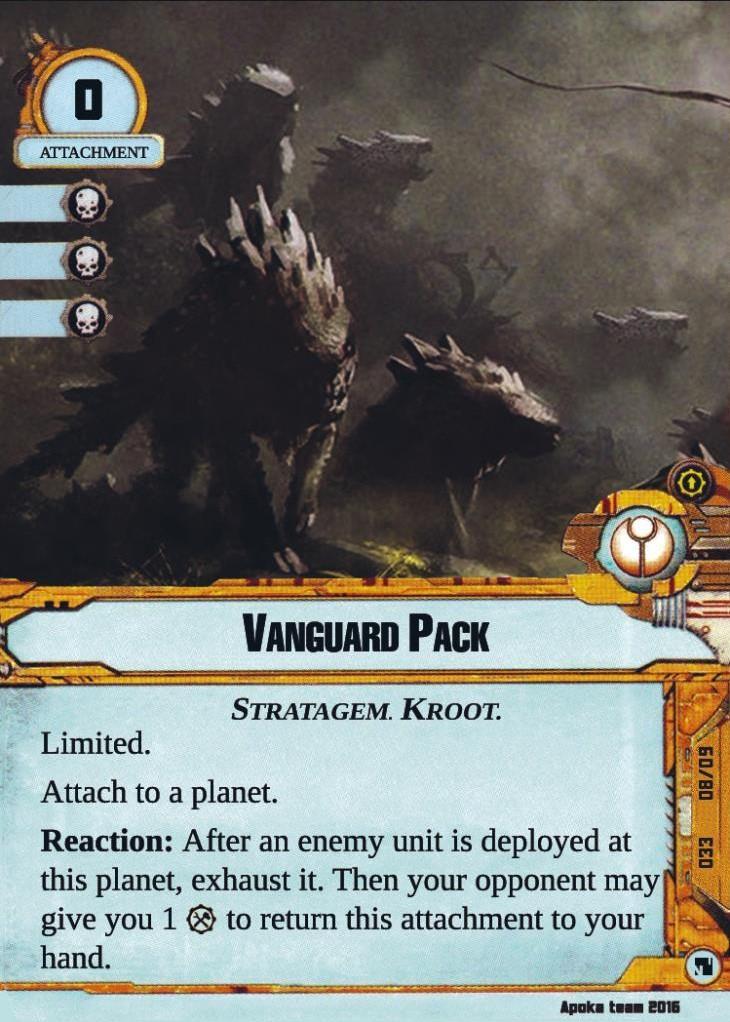 0
ATTACHMENT
VANGUARD PACK
STRATAGEM. KROOT.
Limited.
Attach to a planet.
Reaction: After an enemy unit is deployed at
this planet, exhaust it. Then your opponent may
give you 1 to return this attachment to your
hand.
60/80
033
Apoka team 2016